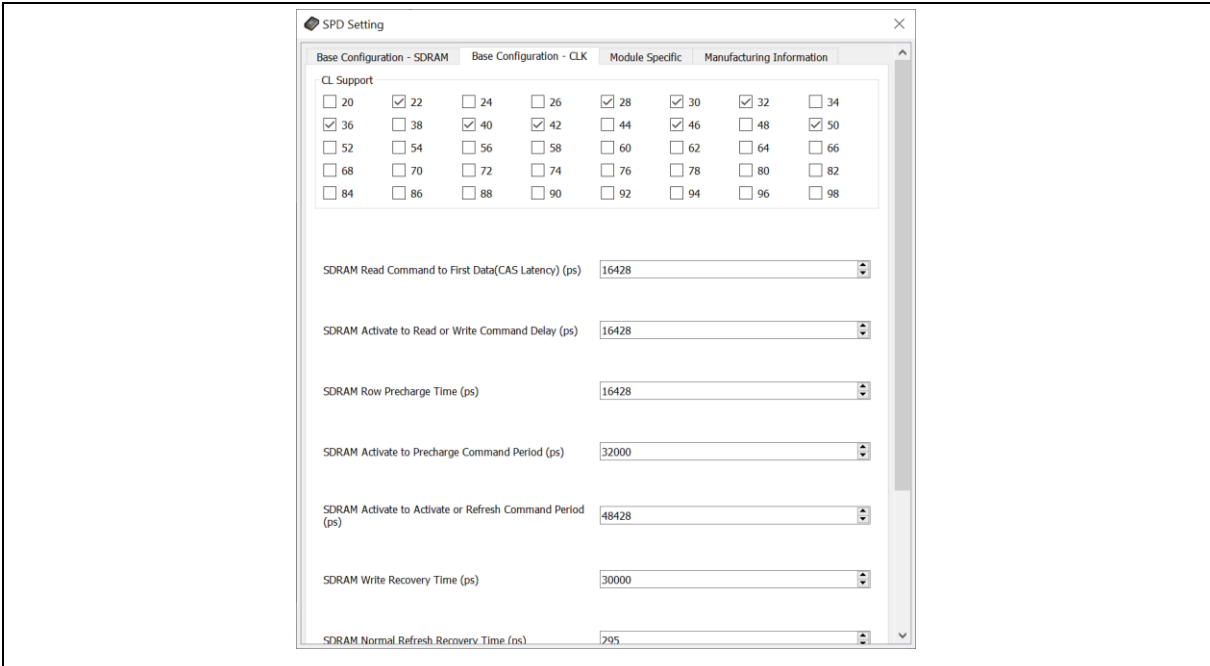 SPD Setting
Base Configuration - SDRAM Base Configuration - CLK Module Specific Manufacturing Information
CL Support
20 22 24 26 28 30 32 34
36 38 40 42 44 46 48 50
52 54 56 58 60 62 64 66
68 70 72 74 76 78 80 82
84 86 88 90 92 94 96 98
SDRAM Read Command to First Data(CAS Latency) (ps) 16428
SDRAM Activate to Read or Write Command Delay (ps) 16428
SDRAM Row Precharge Time (ps) 16428
SDRAM Activate to Precharge Command Period (ps) 32000
SDRAM Activate to Activate or Refresh Command Period
(ps) 48428
SDRAM Write Recovery Time (ps) 30000
SDRAM Normal Refresh Recovery Time (ns) 295